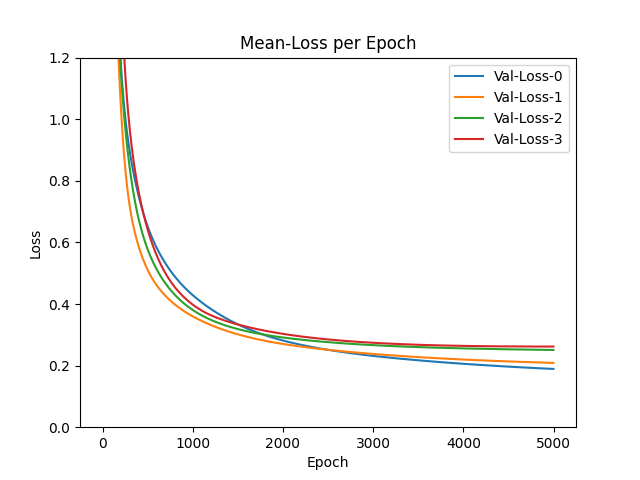 Mean-Loss per Epoch
1.2
1.0
0.8
0.6
0.4
0.2
0.0
Loss
Val-Loss-0
Val-Loss-1
Val-Loss-2
Val-Loss-3
0 1000 2000 3000 4000 5000
Epoch